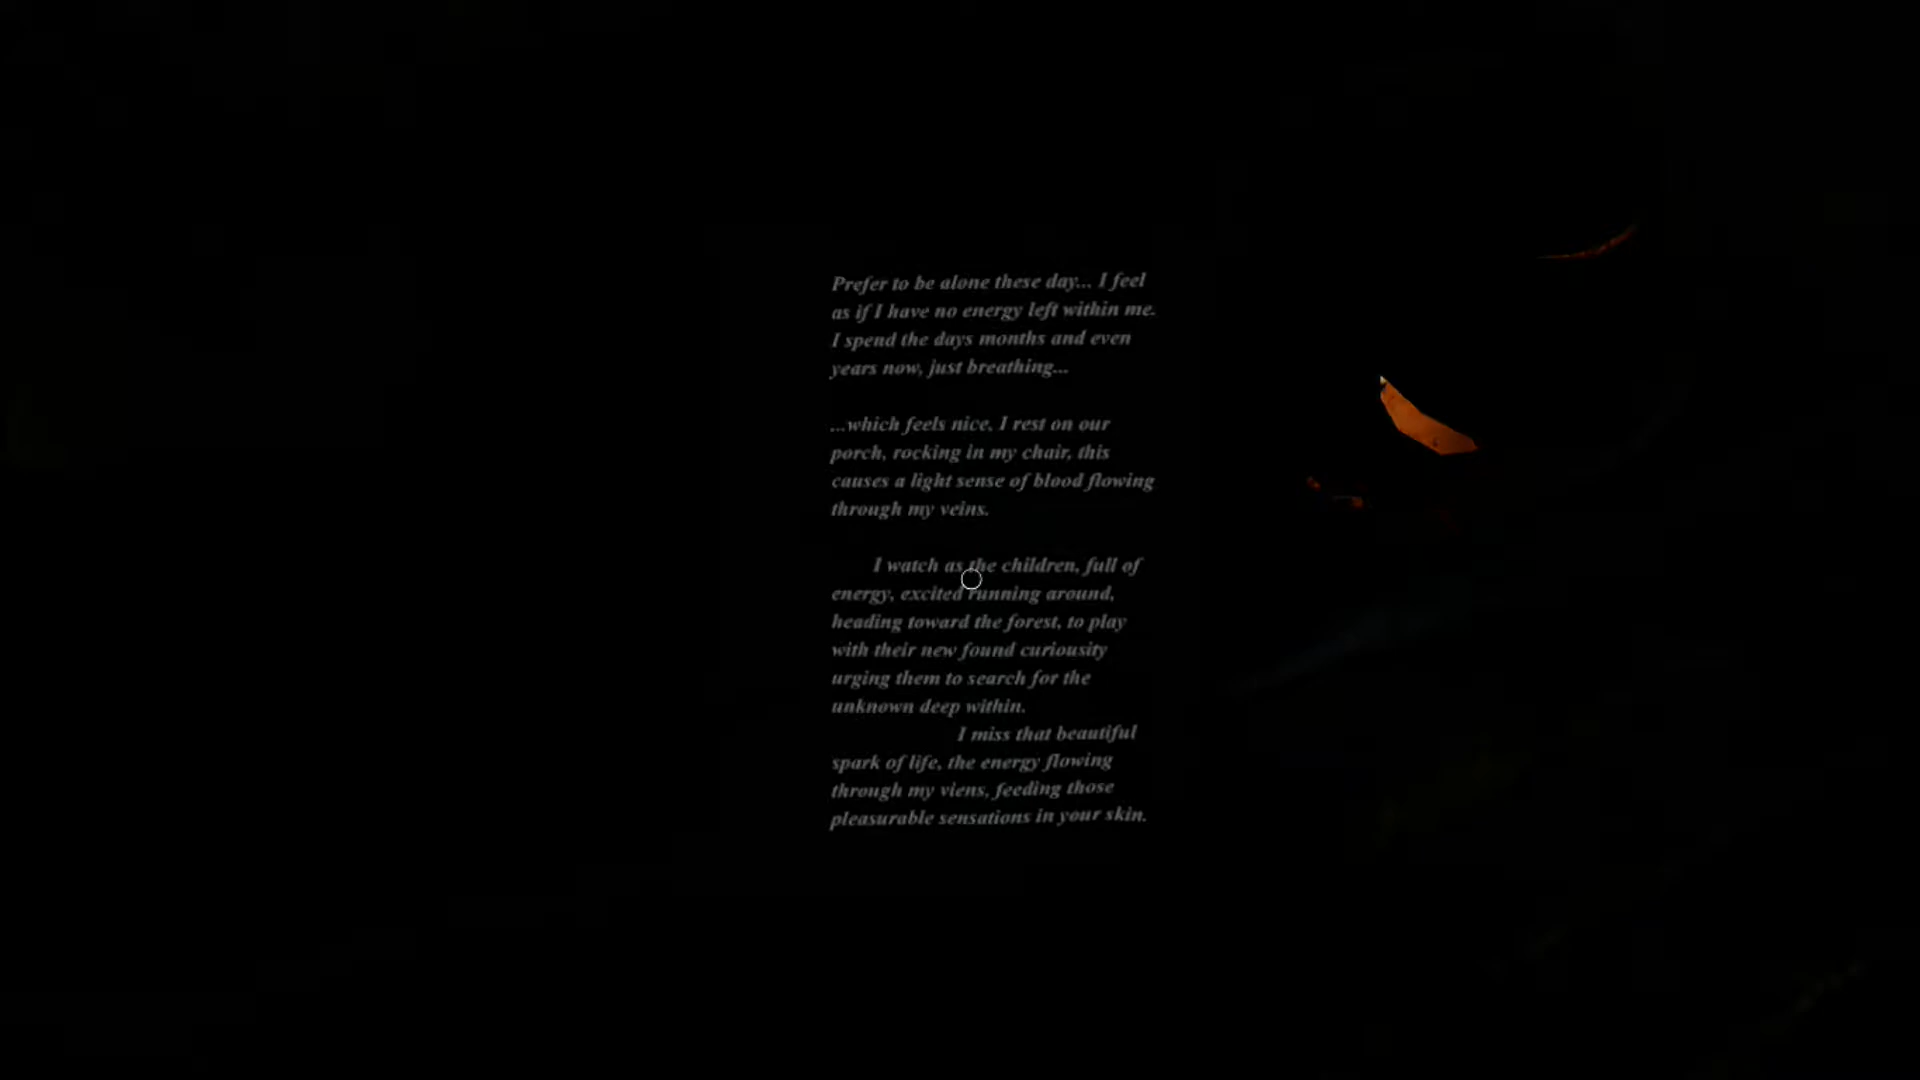 Prefer to be alone these day... I feel
as if I have no energy left within me.
I spend the days months and even
years now, just breathing...
...which feels nice. I rest on our
porch, rocking in my chair, this
causes a light sense of blood flowing
through my veins.
I watch as the children, full of
energy, excited running around,
heading toward the forest, to play
with their new found curiousity
urging them to search for the
unknown deep within.
I miss that beautiful
spark of life, the energy flowing
through my viens, feeding those
pleasurable sensations in your skin.